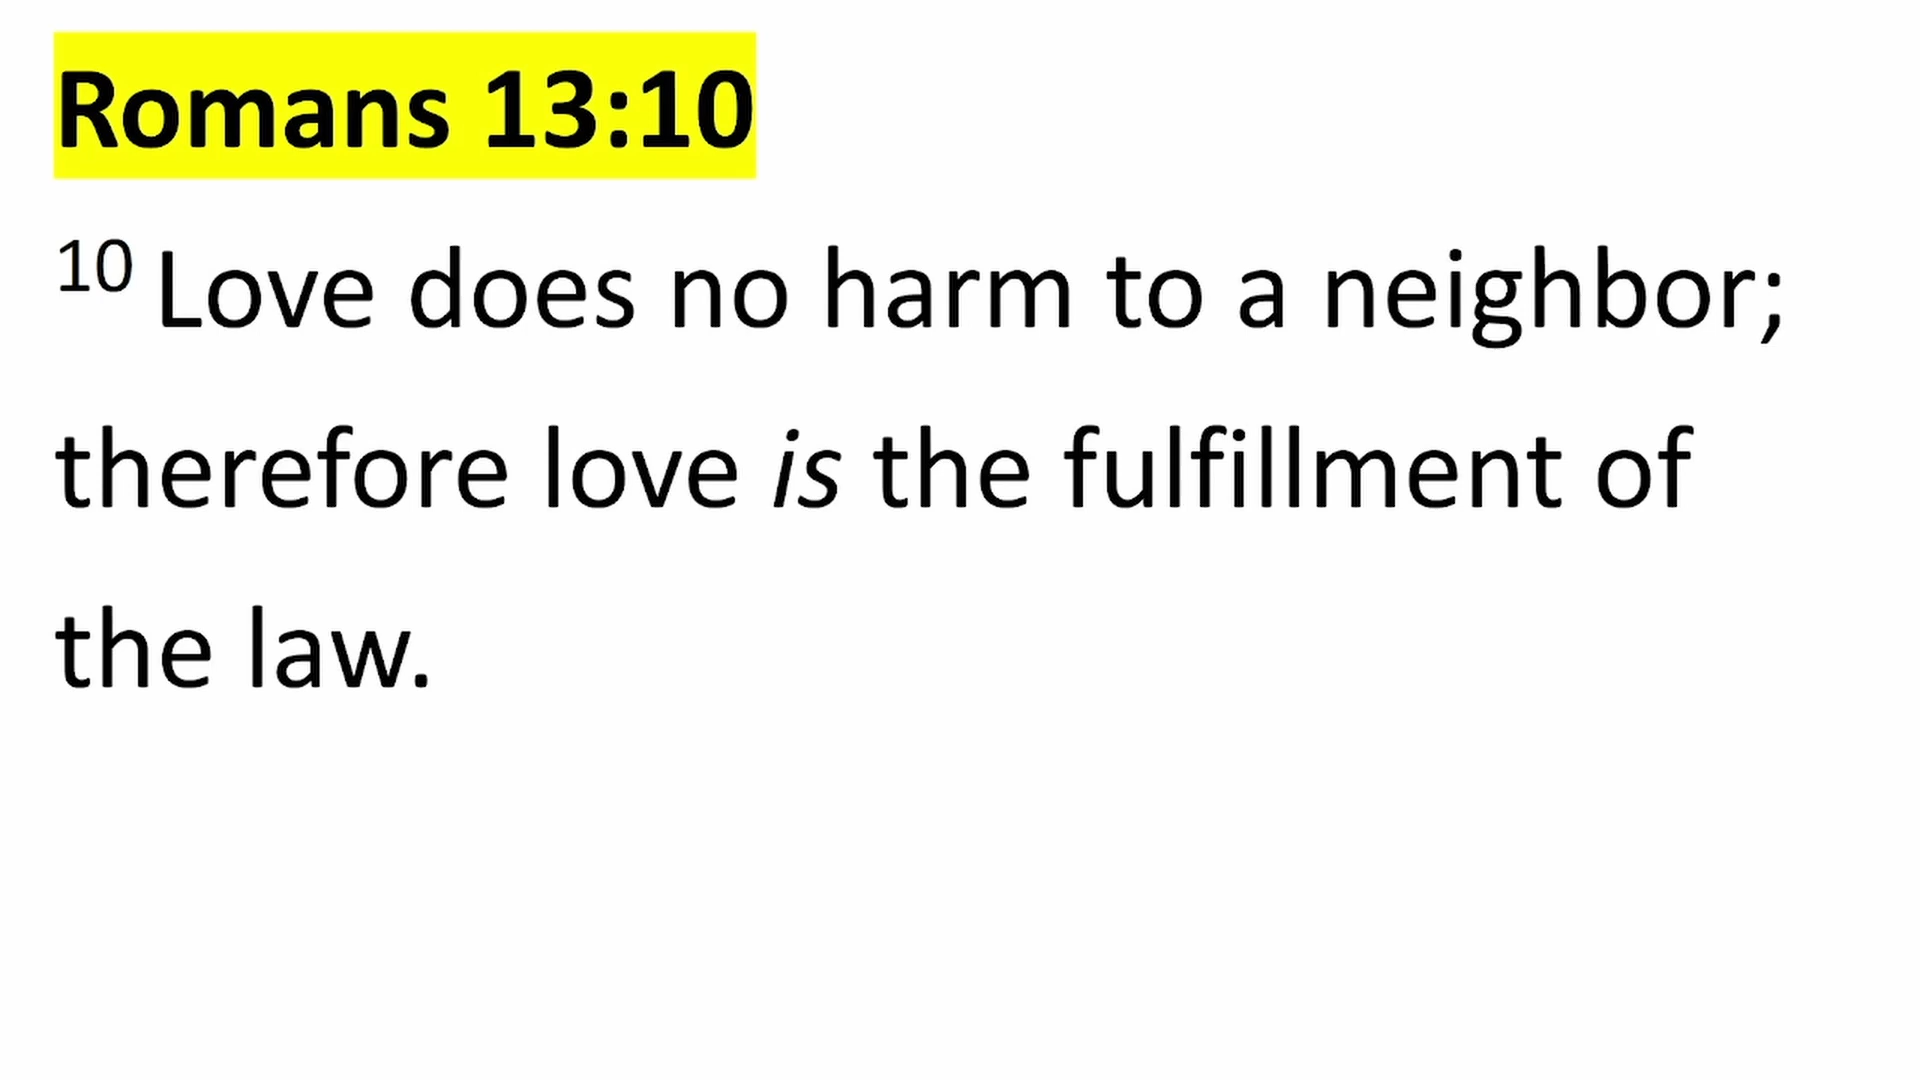 Romans 13:10
10 Love does no harm to a neighbor;
therefore love is the fulfillment of
the law.